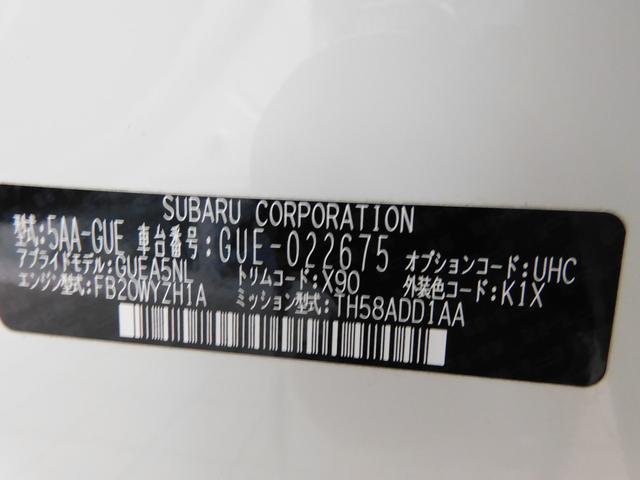 SUBARU CORPORATION
型式:5AA-GUE 車台番号:GUE-022675
アプライドモデル:GUEA5NL トリムコード:X90 オプションコード:UHC
エンジン型式:FB20WYZH1A ミッション型式:TH58ADD1AA 外装色コード:K1X